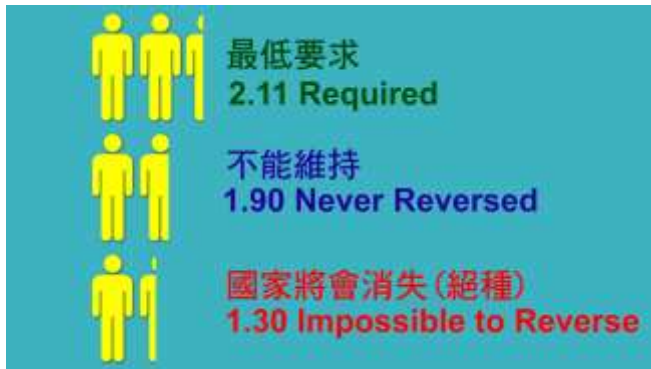 最低要求
2.11 Required
不能維持
1.90 Never Reversed
國家將會消失(絕種)
1.30 Impossible to Reverse